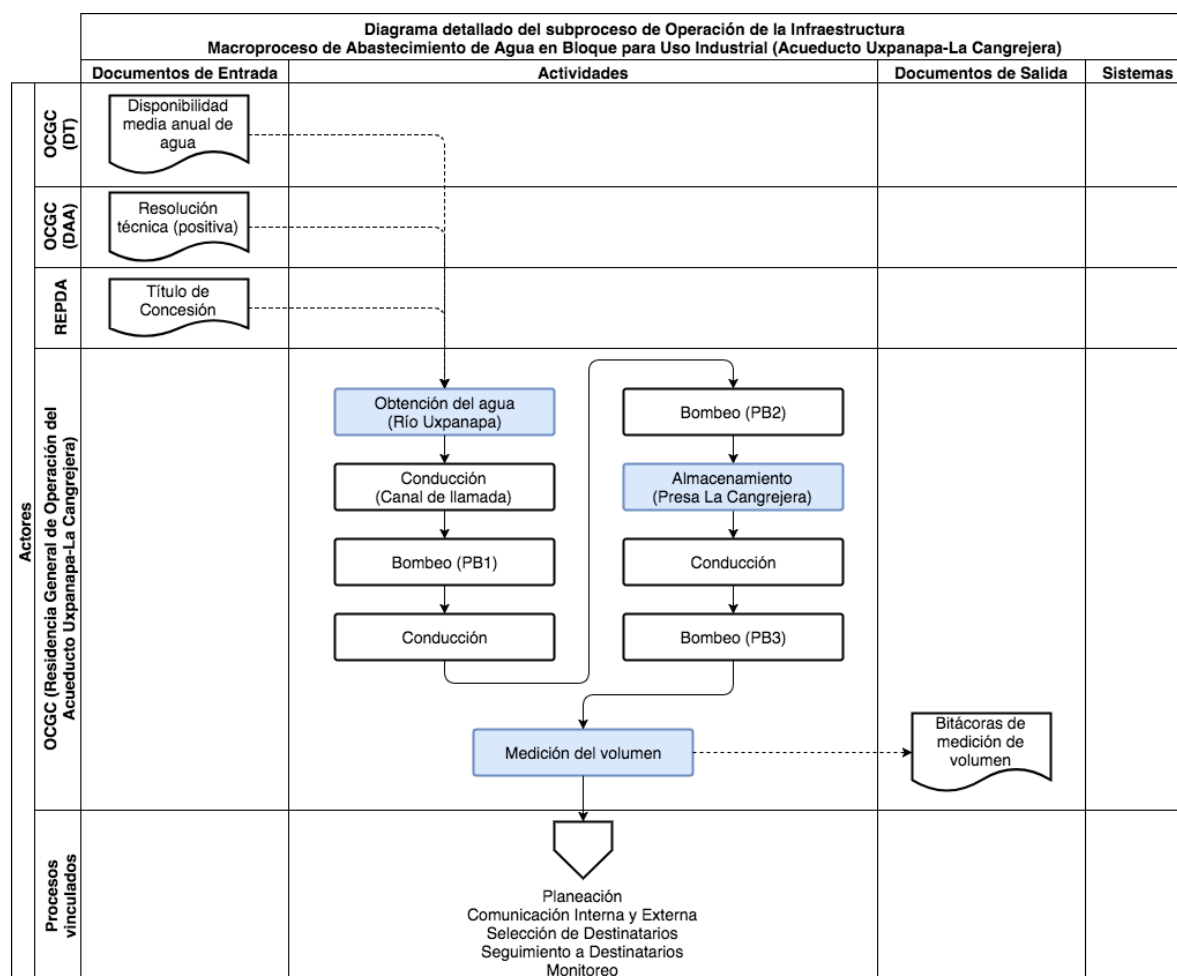 Diagrama detallado del subproceso de Operación de la Infraestructura
Macroproceso de Abastecimiento de Agua en Bloque para Uso Industrial (Acueducto Uxpanapa-La Cangrejera)
Documentos de Entrada
Actividades
Documentos de Salida
Sistemas
Actores
OCGC
(DT)
Disponibilidad
media anual de
agua
OCGC
(DAA)
Resolución
técnica (positiva)
REPDA
Título de
Concesión
OCGC (Residencia General de Operación del
Acueducto Uxpanapa-La Cangrejera)
Obtención del agua
(Río Uxpanapa)
Conducción
(Canal de llamada)
Bombeo (PB1)
Conducción
Bombeo (PB2)
Almacenamiento
(Presa La Cangrejera)
Conducción
Bombeo (PB3)
Medición del volumen
Bitácoras de
medición de
volumen
Procesos
vinculados
Planeación
Comunicación Interna y Externa
Selección de Destinatarios
Seguimiento a Destinatarios
Monitoreo